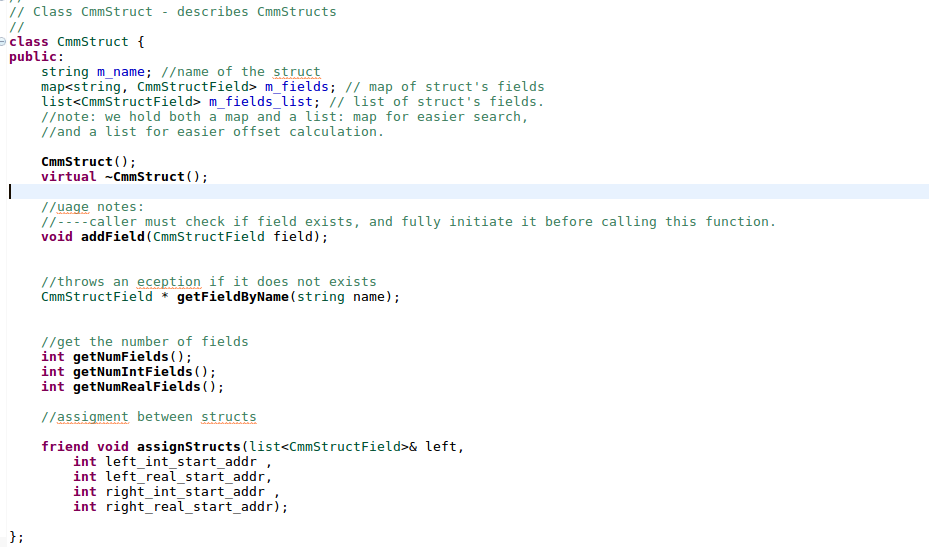 //
// Class CmmStruct - describes CmmStructs
//
class CmmStruct {
public:
    string m_name; //name of the struct
    map<string, CmmStructField> m_fields; // map of struct's fields
    list<CmmStructField> m_fields_list; // list of struct's fields.
    //note: we hold both a map and a list: map for easier search,
    //and a list for easier offset calculation.
    CmmStruct();
    virtual ~CmmStruct();
    //uage notes:
    //----caller must check if field exists, and fully initiate it before calling this function.
    void addField(CmmStructField field);
    //throws an eception if it does not exists
    CmmStructField * getFieldByName(string name);
    //get the number of fields
    int getNumFields();
    int getNumIntFields();
    int getNumRealFields();
    //assigment between structs
    friend void assignStructs(list<CmmStructField>& left,
        int left_int_start_addr ,
        int left_real_start_addr,
        int right_int_start_addr ,
        int right_real_start_addr);
};